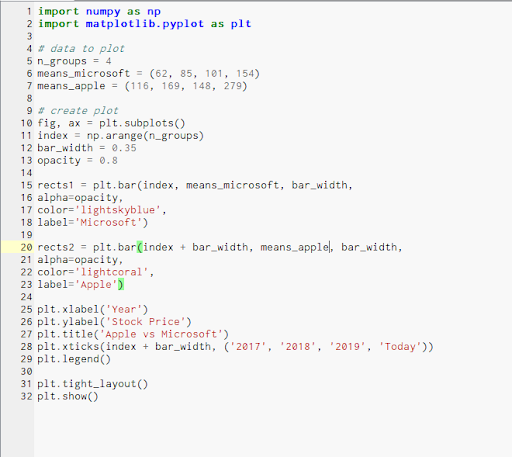 1 import numpy as np
2 import matplotlib.pyplot as plt
3
4 # data to plot
5 n_groups = 4
6 means_microsoft = (62, 85, 101, 154)
7 means_apple = (116, 169, 148, 279)
8
9 # create plot
10 fig, ax = plt.subplots()
11 index = np.arange(n_groups)
12 bar_width = 0.35
13 opacity = 0.8
14
15 rects1 = plt.bar(index, means_microsoft, bar_width,
16 alpha=opacity,
17 color='lightskyblue',
18 label='Microsoft')
19
20 rects2 = plt.bar(index + bar_width, means_apple, bar_width,
21 alpha=opacity,
22 color='lightcoral',
23 label='Apple')
24
25 plt.xlabel('Year')
26 plt.ylabel('Stock Price')
27 plt.title('Apple vs Microsoft')
28 plt.xticks(index + bar_width, ('2017', '2018', '2019', 'Today'))
29 plt.legend()
30
31 plt.tight_layout()
32 plt.show()